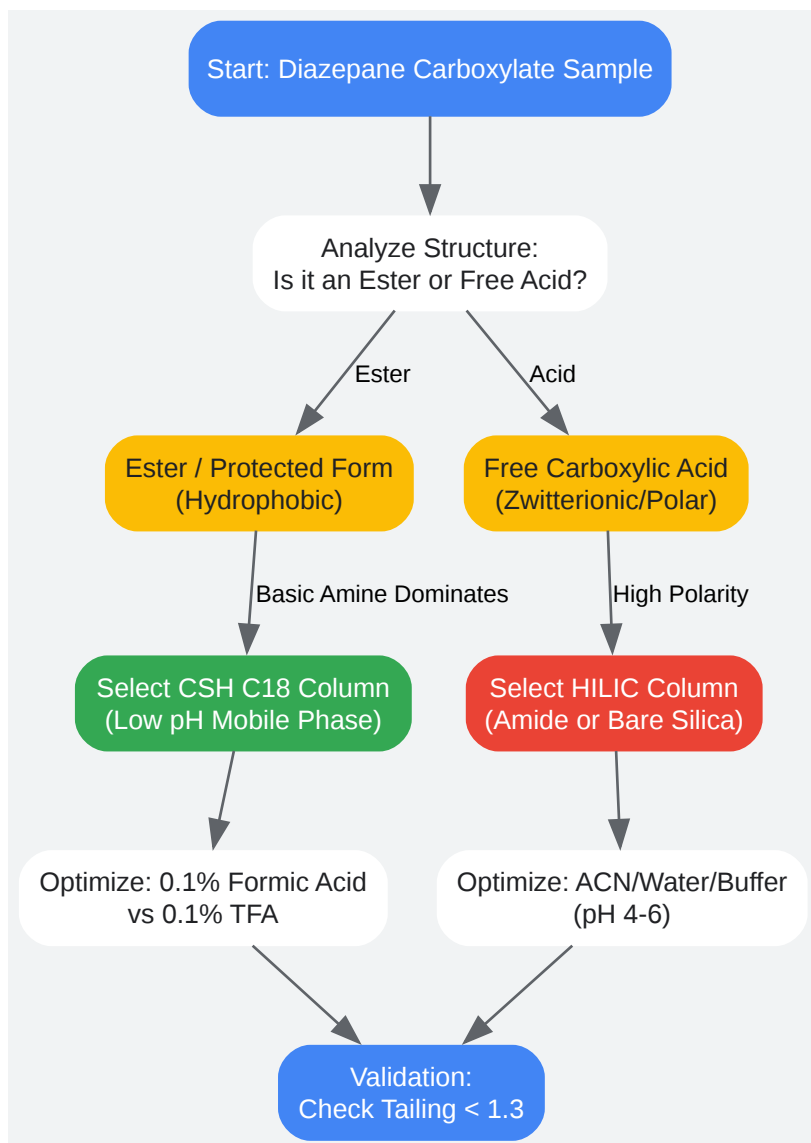 Start: Diazepane Carboxylate Sample
Analyze Structure:
Is it an Ester or Free Acid?
Ester
Acid
Ester / Protected Form
(Hydrophobic)
Free Carboxylic Acid
(Zwitterionic/Polar)
Basic Amine Dominates
High Polarity
Select CSH C18 Column
(Low pH Mobile Phase)
Select HILIC Column
(Amide or Bare Silica)
Optimize: 0.1% Formic Acid
vs 0.1% TFA
Optimize: ACN/Water/Buffer
(pH 4-6)
Validation:
Check Tailing < 1.3